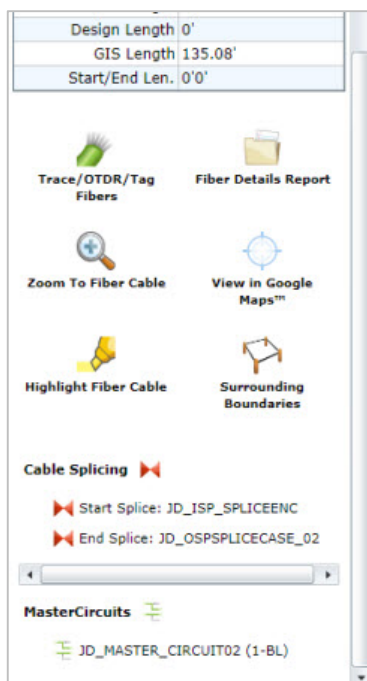 Design Length 0'
GIS Length 135.08'
Start/End Len. 0'0'
Trace/OTDR/Tag
Fibers
Fiber Details Report
Zoom To Fiber Cable
View in Google
Maps™
Highlight Fiber Cable
Surrounding
Boundaries
Cable Splicing
Start Splice: JD_ISP_SPLICEENC
End Splice: JD_OSPSPLICECASE_02
MasterCircuits
JD_MASTER_CIRCUIT02 (1-BL)